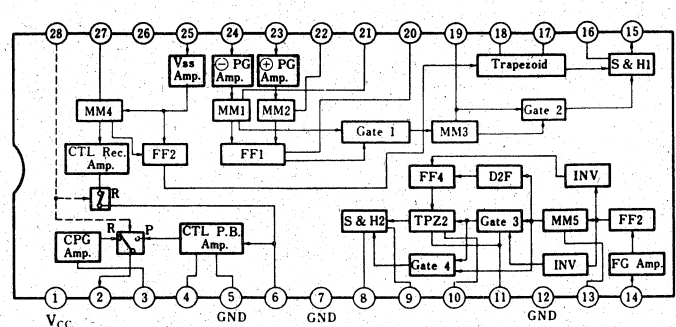 28 27 26 25 24 23 22 21 20 19 18 17 16 15
Vss
Amp.
⊖ PG
Amp.
⊕ PG
Amp.
Trapezoid
S & H1
MM4
MM1
MM2
Gate 2
Gate 1
MM3
CTL Rec.
Amp.
FF2
FF1
R
FF4
D2F
INV
CPG
Amp.
R
P
CTL P.B.
Amp.
S & H2
TPZ2
Gate 3
MM5
FF2
Gate 4
INV
FG Amp.
1 2 3 4 5 6 7 8 9 10 11 12 13 14
VCC
GND
GND
GND